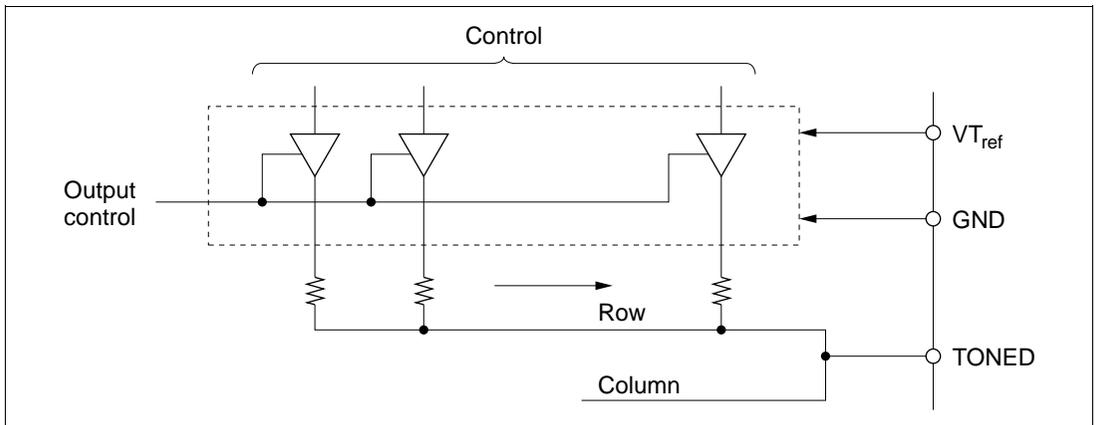 Control
VTref
Output
control
GND
Row
TONED
Column